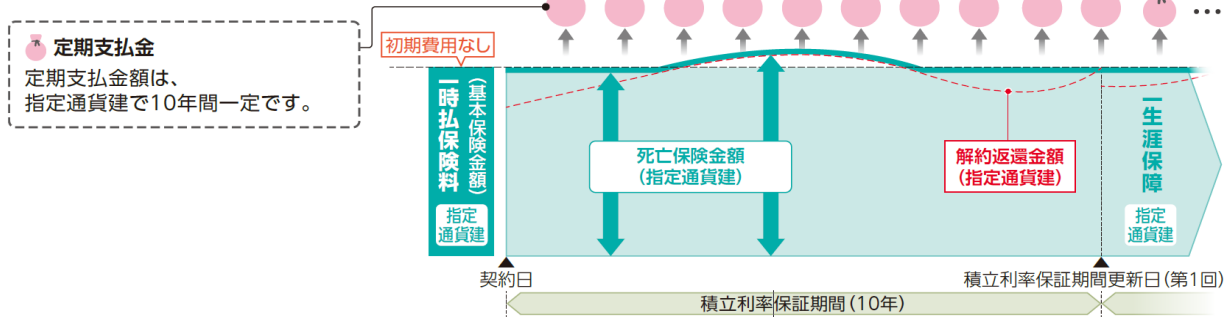 定期支払金
定期支払金額は、
指定通貨建で10年間一定です。
初期費用なし
…
一時払保険料
(基本保険金額)
指定
通貨建
死亡保険金額
(指定通貨建)
解約返還金額
(指定通貨建)
一生涯保障
指定
通貨建
契約日
積立利率保証期間更新日(第1回)
積立利率保証期間(10年)